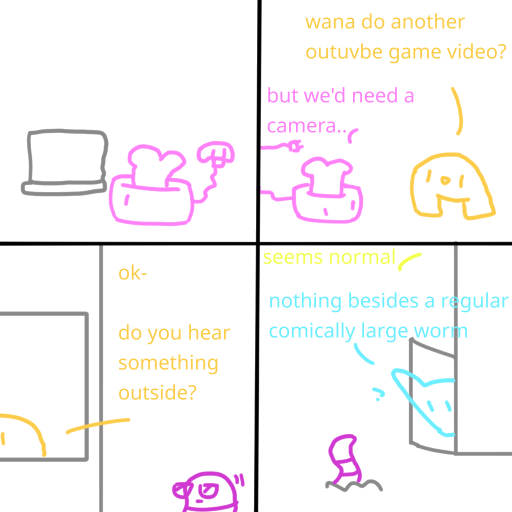 wana do another
outuvbe game video?
but we'd need a
camera..
ok-
do you hear
something
outside?
seems normal
nothing besides a regular
comically large worm